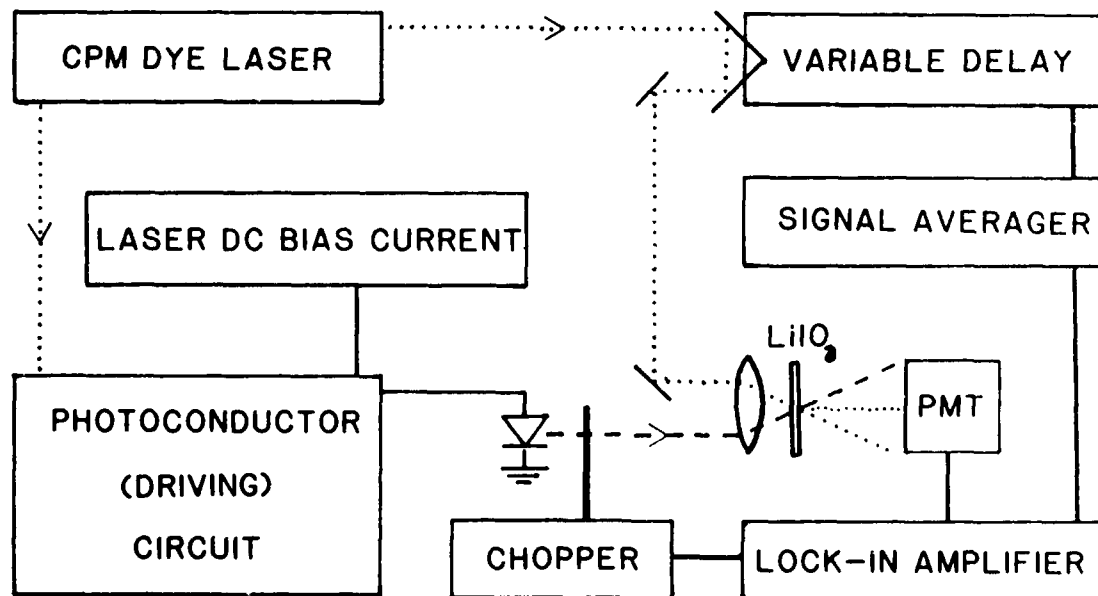 CPM DYE LASER
VARIABLE DELAY
LASER DC BIAS CURRENT
SIGNAL AVERAGER
LiIO3
PHOTOCONDUCTOR
(DRIVING)
CIRCUIT
PMT
CHOPPER
LOCK-IN AMPLIFIER